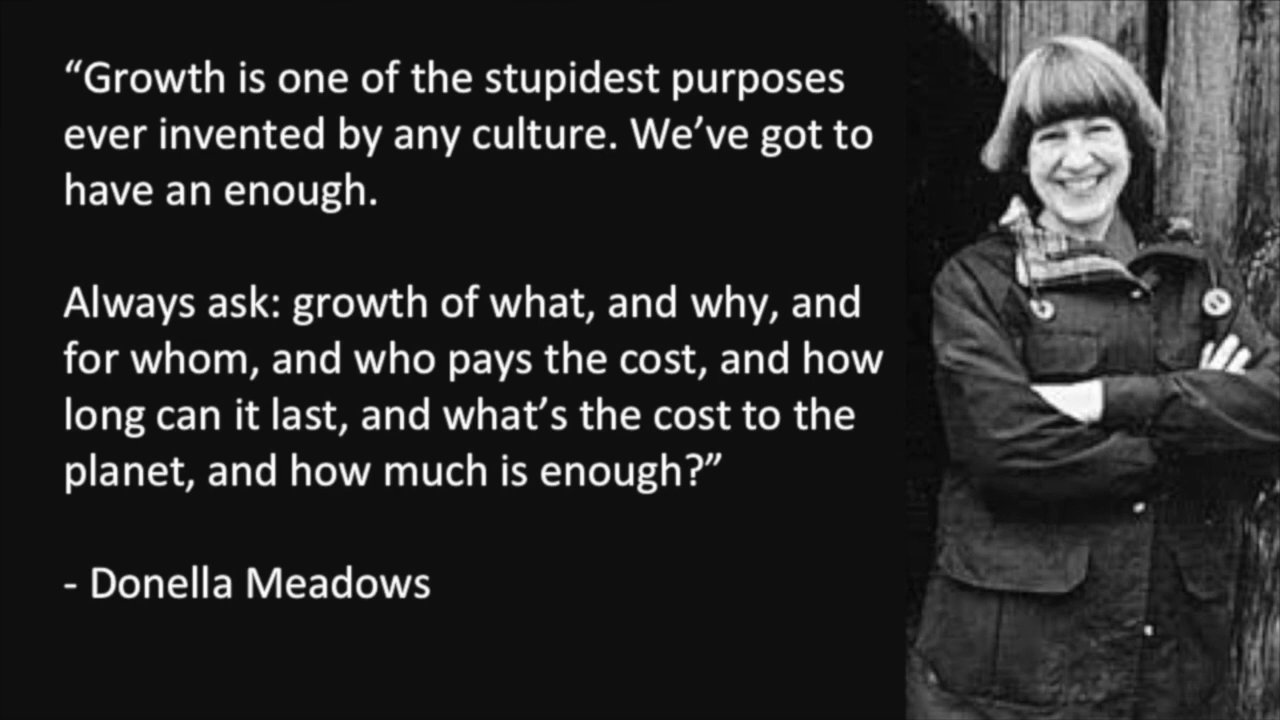 “Growth is one of the stupidest purposes
ever invented by any culture. We’ve got to
have an enough.
Always ask: growth of what, and why, and
for whom, and who pays the cost, and how
long can it last, and what’s the cost to the
planet, and how much is enough?”
- Donella Meadows